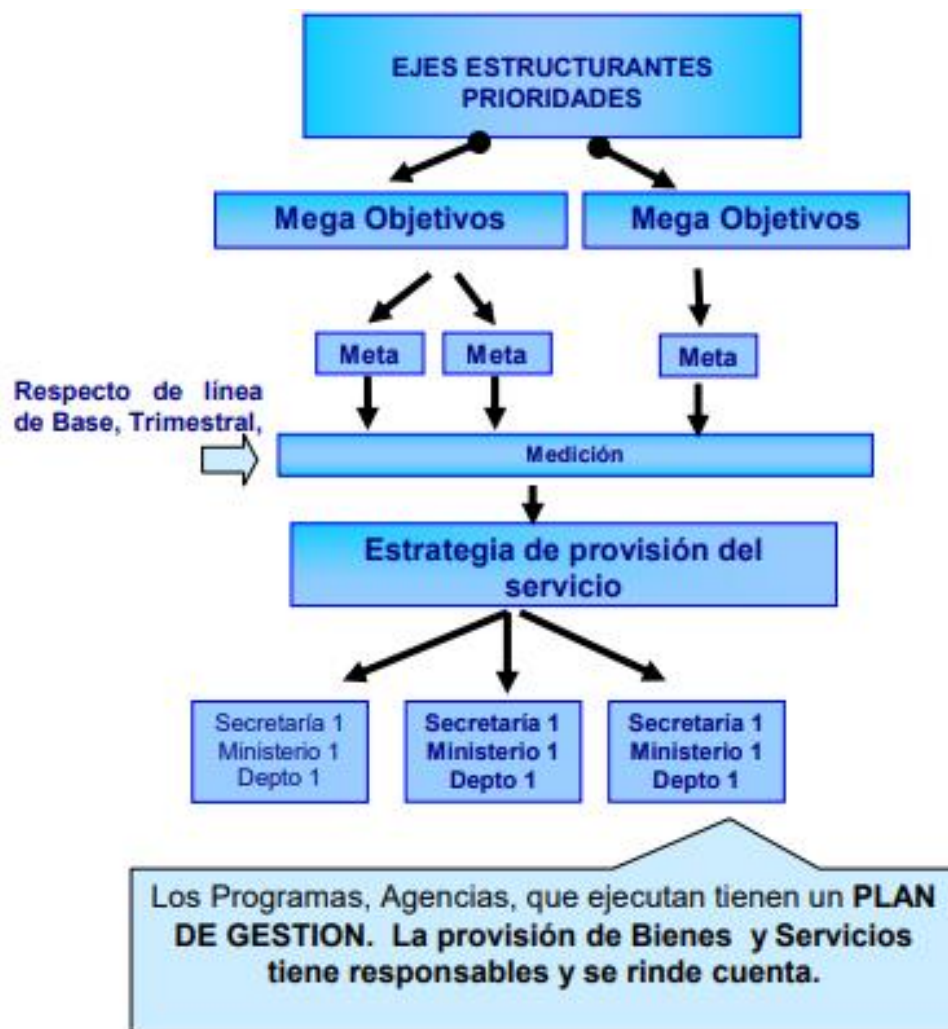 EJES ESTRUCTURANTES
PRIORIDADES
Mega Objetivos
Mega Objetivos
Meta
Meta
Meta
Respecto de línea
de Base, Trimestral,
Medición
Estrategia de provisión del
servicio
Secretaría 1
Ministerio 1
Depto 1
Secretaría 1
Ministerio 1
Depto 1
Secretaría 1
Ministerio 1
Depto 1
Los Programas, Agencias, que ejecutan tienen un PLAN
DE GESTION. La provisión de Bienes y Servicios
tiene responsables y se rinde cuenta.